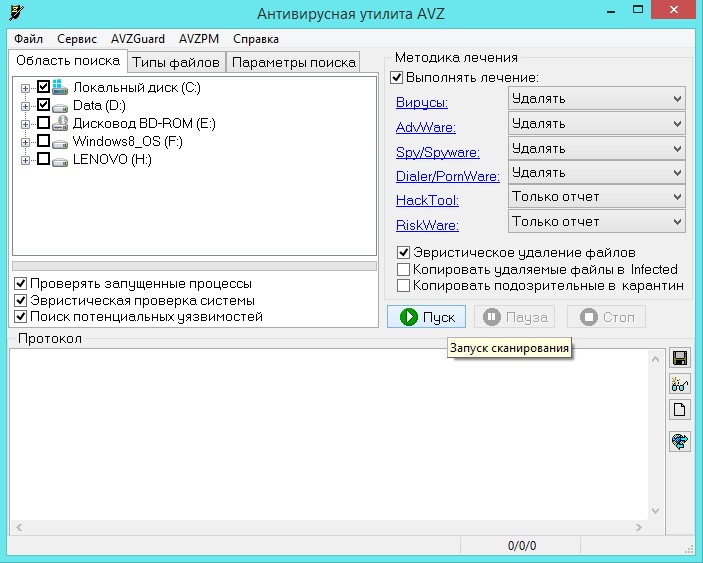 Антивирусная утилита AVZ
Файл Сервис AVZGuard AVZPM Справка
Область поиска Типы файлов Параметры поиска
Локальный диск (C:)
Data (D:)
Дисковод BD-ROM (E:)
Windows8_OS (F:)
LENOVO (H:)
Проверять запущенные процессы
Эвристическая проверка системы
Поиск потенциальных уязвимостей
Методика лечения
Выполнять лечение:
Вирусы: Удалять
AdvWare: Удалять
Spy/Spyware: Удалять
Dialer/PornWare: Удалять
HackTool: Только отчет
RiskWare: Только отчет
Эвристическое удаление файлов
Копировать удаляемые файлы в Infected
Копировать подозрительные в карантин
Пуск Пауза Стоп
Запуск сканирования
Протокол
0/0/0